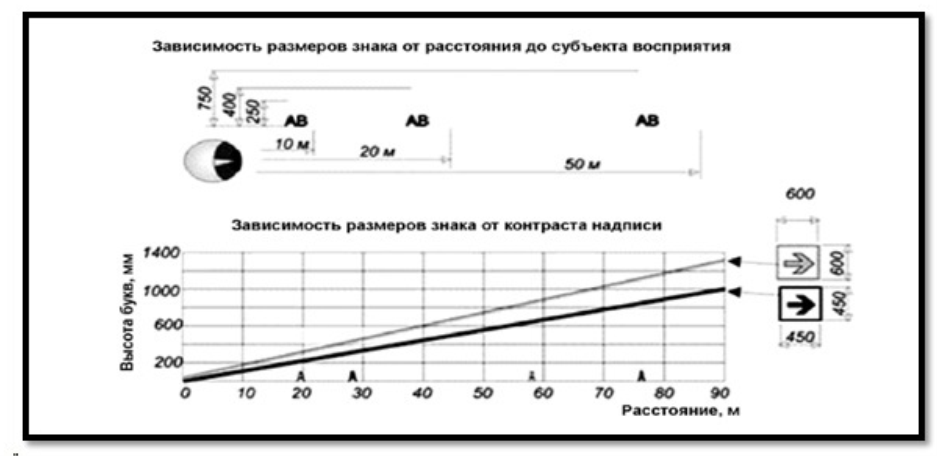 Зависимость размеров знака от расстояния до субъекта восприятия
750
400
250
АВ
АВ
АВ
10 м
20 м
50 м
600
Зависимость размеров знака от контраста надписи
Высота букв, мм
1400
1000
600
200
600
450
450
А
А
А
А
0
10
20
30
40
50
60
70
80
90
Расстояние, м